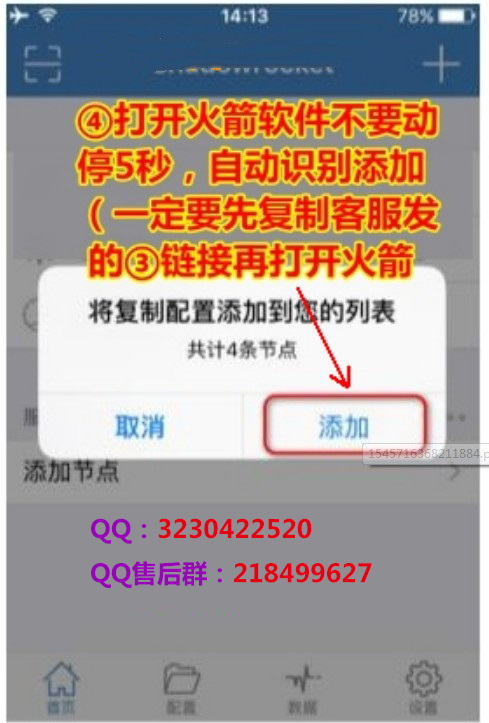 14:13
78%
④打开火箭软件不要动
停5秒，自动识别添加
（一定要先复制客服发
的③链接再打开火箭
将复制配置添加到您的列表
共计4条节点
取消
添加
1545716368211884.p
添加节点
QQ：3230422520
QQ售后群：218499627
首页
配置
数据
设置